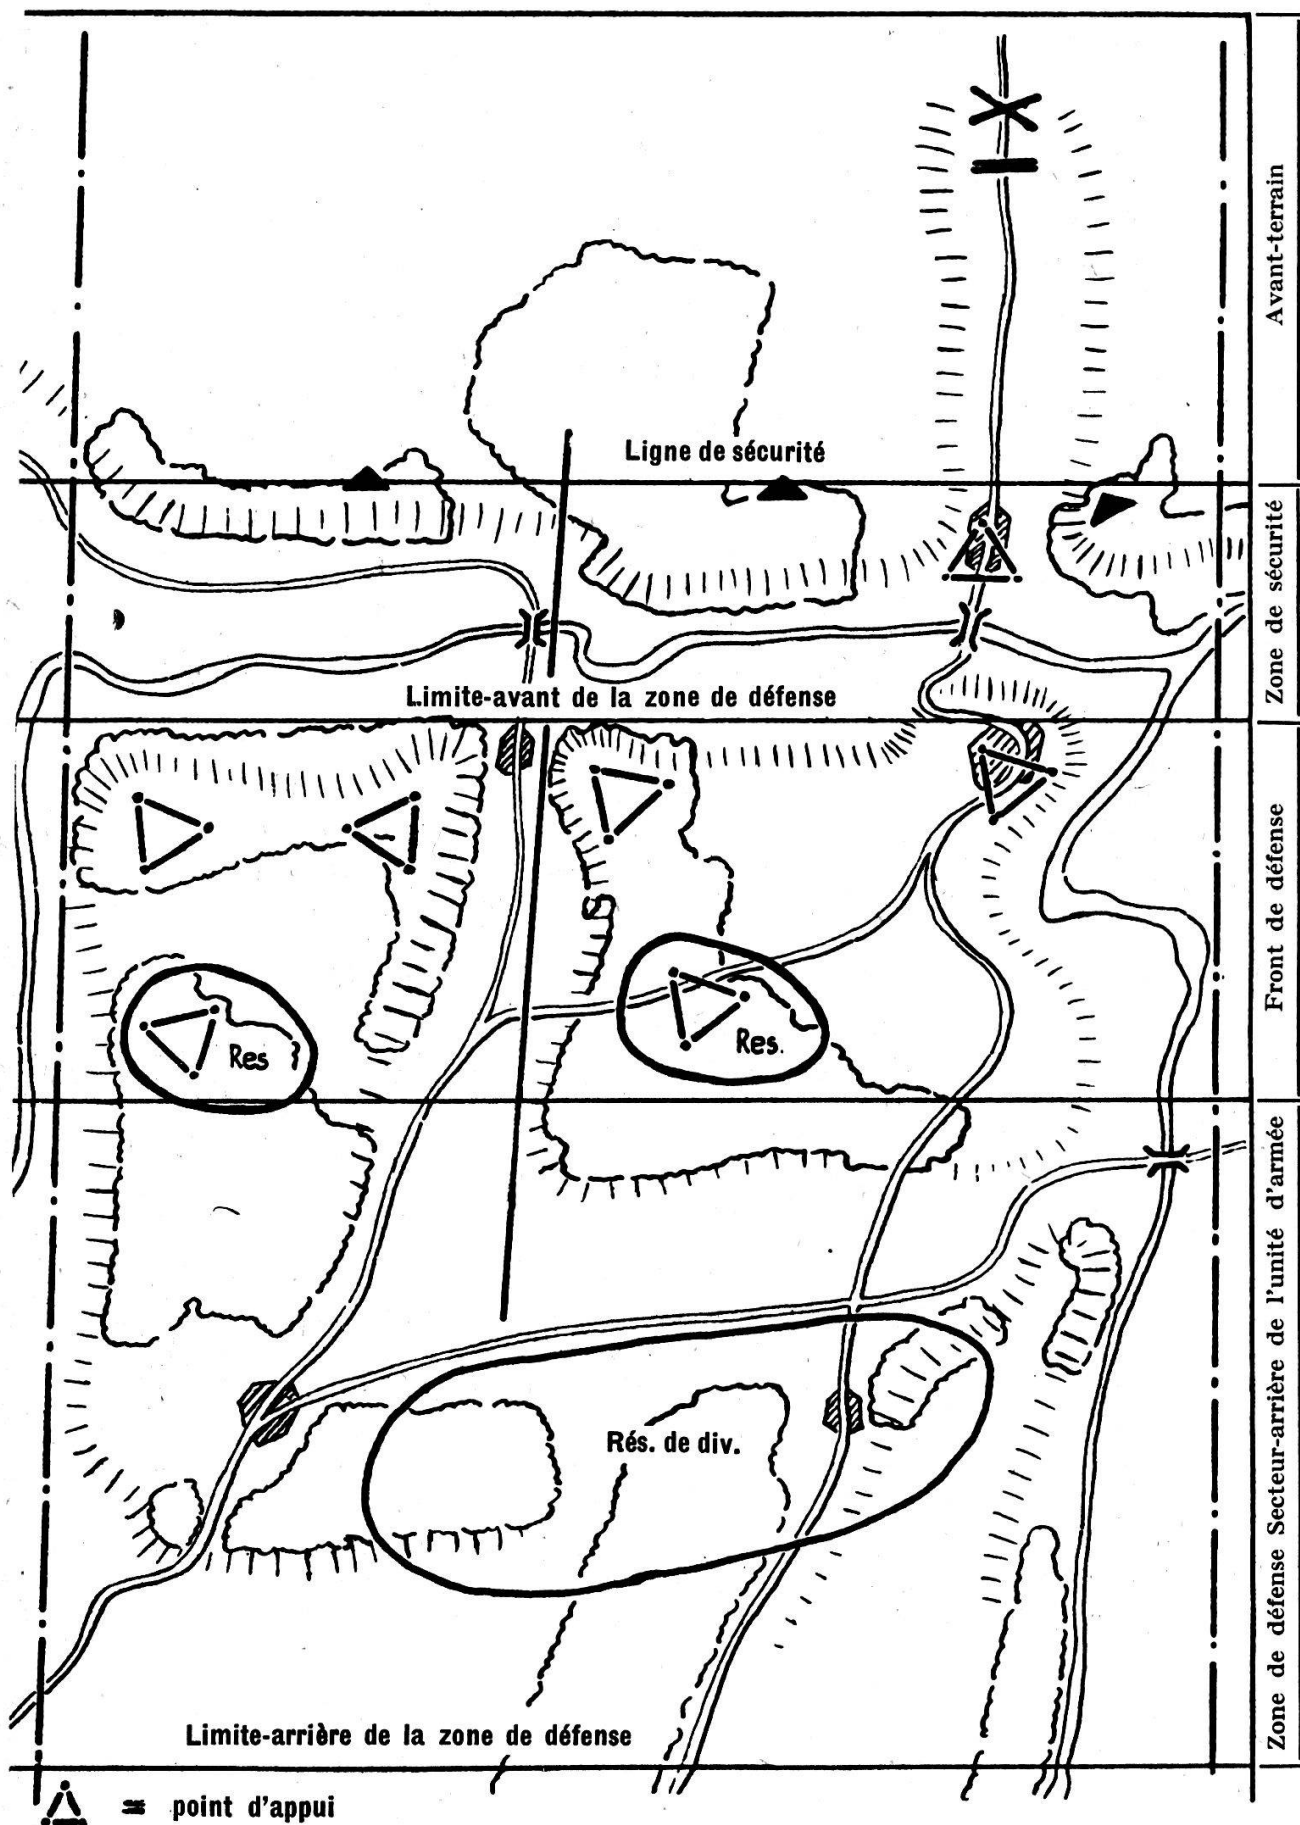 Avant-terrain
Ligne de sécurité
Zone de sécurité
Limite-avant de la zone de défense
Front de défense
Res
Res.
Zone de défense Secteur-arrière de l'unité d'armée
Rés. de div.
Limite-arrière de la zone de défense
= point d'appui